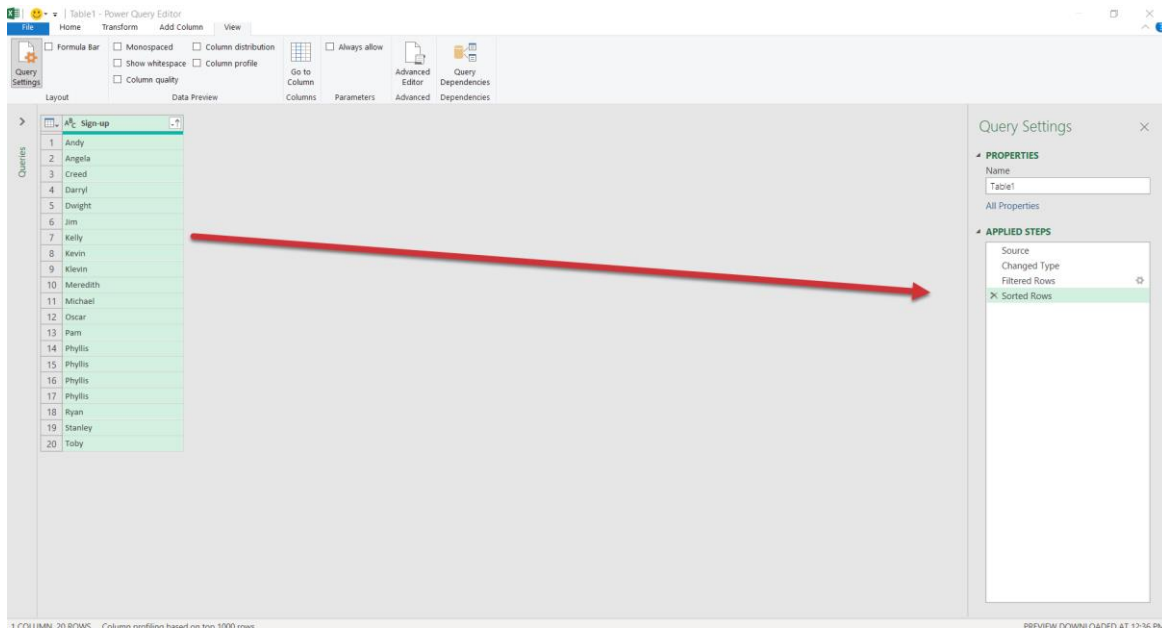 Table1 - Power Query Editor
File Home Transform Add Column View
Query Settings
Formula Bar
Monospaced
Show whitespace
Column quality
Column distribution
Column profile
Go to Column
Always allow
Advanced Editor
Query Dependencies
Layout Data Preview Columns Parameters Advanced Dependencies
Queries
ABC Sign-up
1 Andy
2 Angela
3 Creed
4 Darryl
5 Dwight
6 Jim
7 Kelly
8 Kevin
9 Klevin
10 Meredith
11 Michael
12 Oscar
13 Pam
14 Phyllis
15 Phyllis
16 Phyllis
17 Phyllis
18 Ryan
19 Stanley
20 Toby
Query Settings
PROPERTIES
Name
Table1
All Properties
APPLIED STEPS
Source
Changed Type
Filtered Rows
Sorted Rows
1 COLUMN, 20 ROWS Column profiling based on top 1000 rows
PREVIEW DOWNLOADED AT 12:36 PM